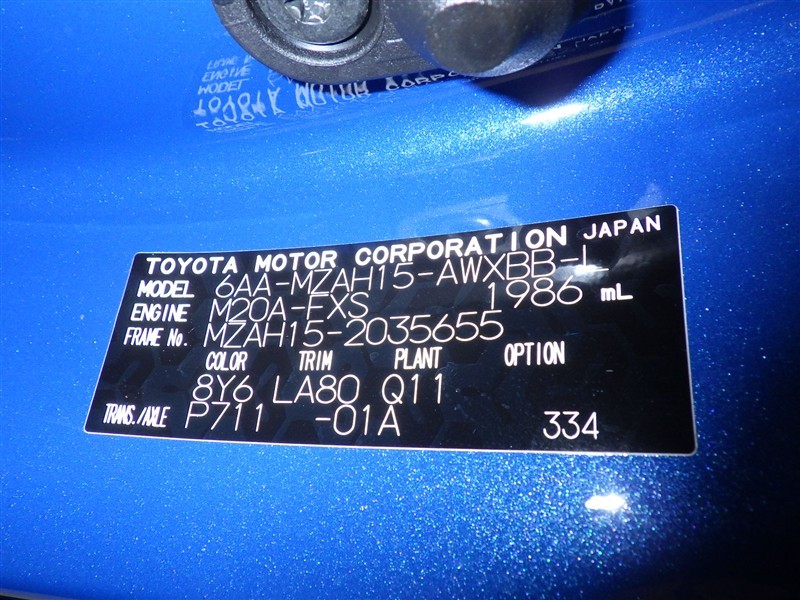 TOYOTA MOTOR CORPORATION JAPAN
MODEL 6AA-MZAH15-AWXBB-L
ENGINE M20A-FXS 1986 mL
FRAME No. MZAH15-2035655
COLOR TRIM PLANT OPTION
8Y6 LA80 Q11
TRANS./AXLE P711 -01A 334